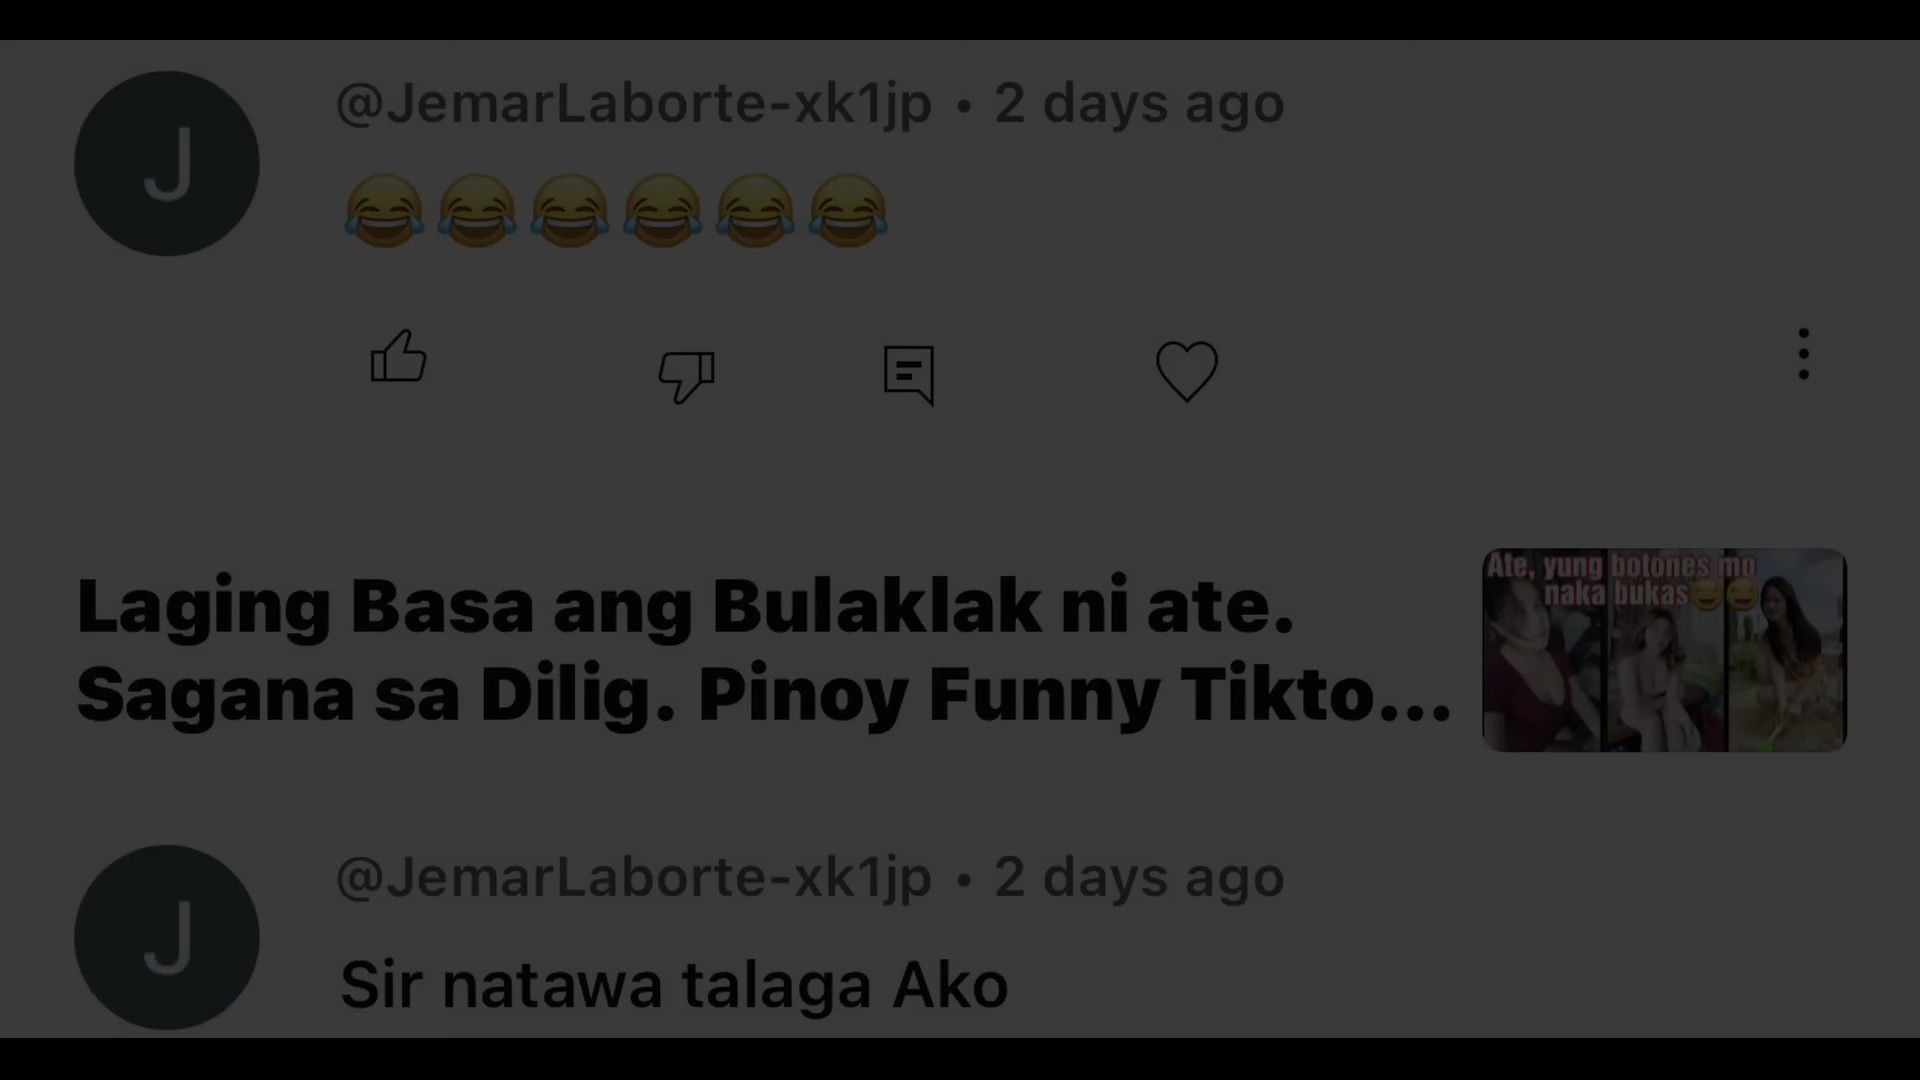 J
@JemarLaborte-xk1jp • 2 days ago
😂😂😂😂😂😂
Laging Basa ang Bulaklak ni ate.
Sagana sa Dilig. Pinoy Funny Tikto...
Ate, yung botones mo
naka bukas😂😂
J
@JemarLaborte-xk1jp • 2 days ago
Sir natawa talaga Ako